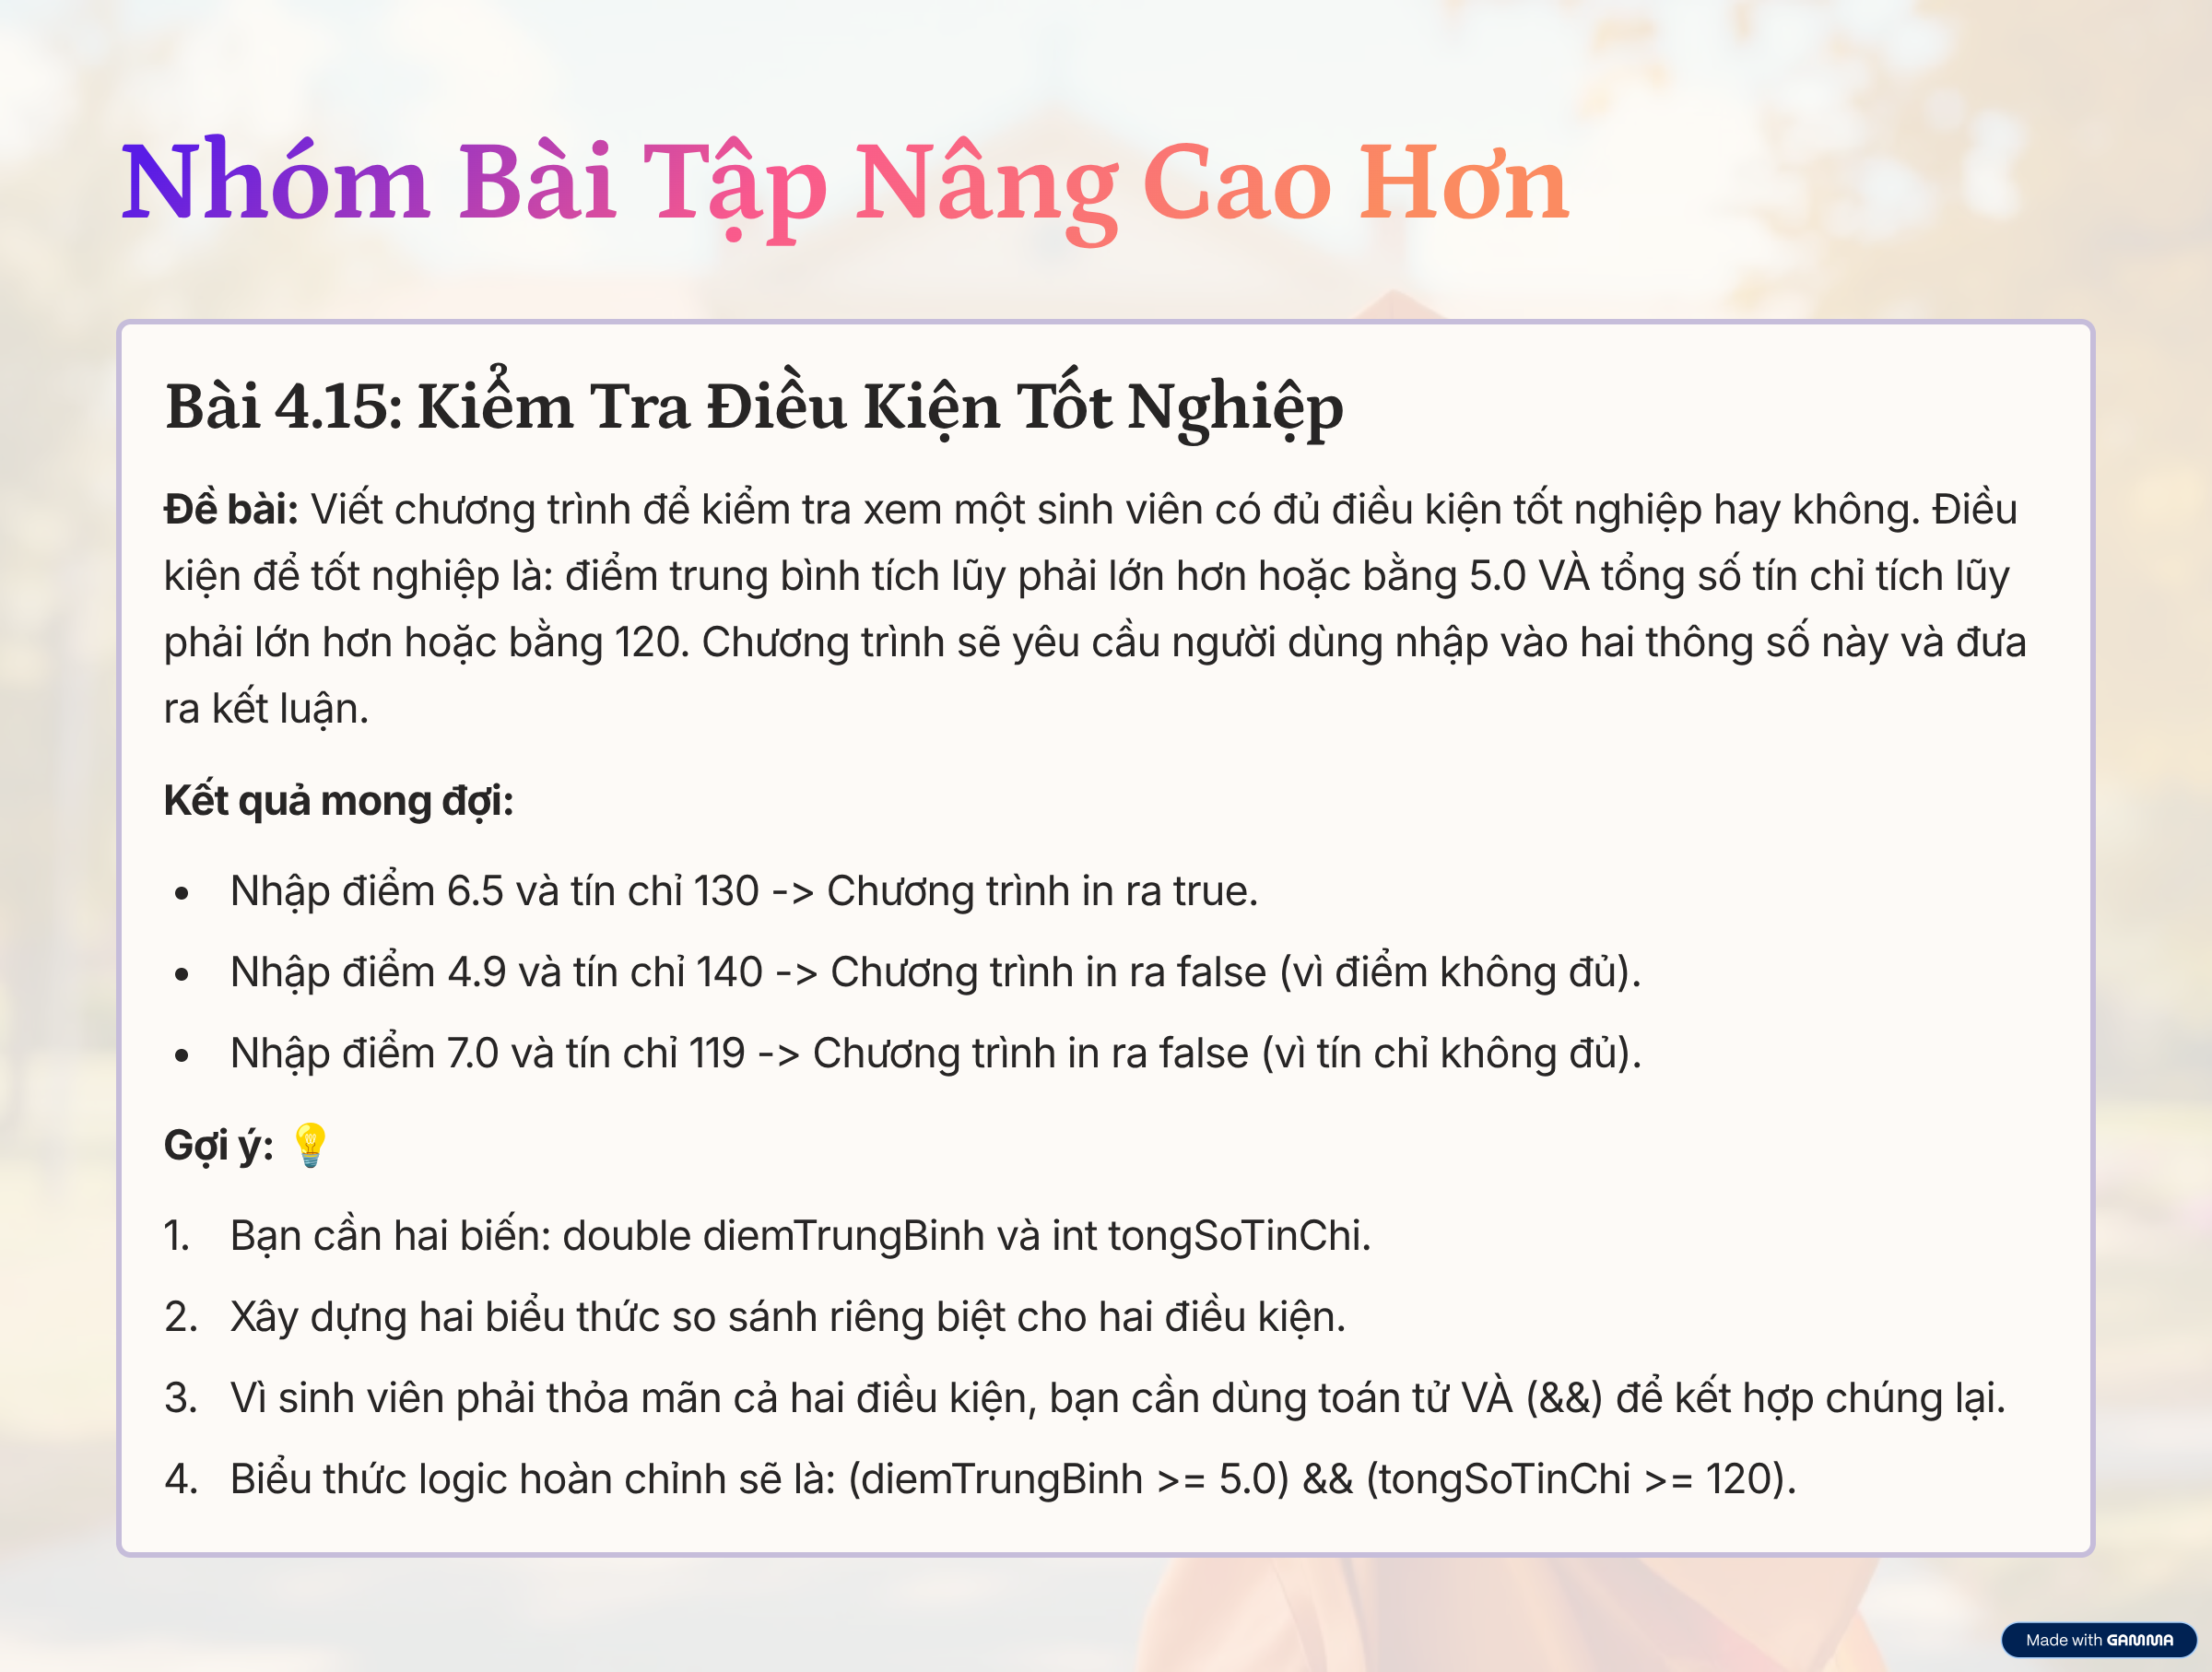 Nhóm Bài Tập Nâng Cao Hơn
Bài 4.15: Kiểm Tra Điều Kiện Tốt Nghiệp
Đề bài: Viết chương trình để kiểm tra xem một sinh viên có đủ điều kiện tốt nghiệp hay không. Điều
kiện để tốt nghiệp là: điểm trung bình tích lũy phải lớn hơn hoặc bằng 5.0 VÀ tổng số tín chỉ tích lũy
phải lớn hơn hoặc bằng 120. Chương trình sẽ yêu cầu người dùng nhập vào hai thông số này và đưa
ra kết luận.
Kết quả mong đợi:
• Nhập điểm 6.5 và tín chỉ 130 -> Chương trình in ra true.
• Nhập điểm 4.9 và tín chỉ 140 -> Chương trình in ra false (vì điểm không đủ).
• Nhập điểm 7.0 và tín chỉ 119 -> Chương trình in ra false (vì tín chỉ không đủ).
Gợi ý: 💡
1. Bạn cần hai biến: double diemTrungBinh và int tongSoTinChi.
2. Xây dựng hai biểu thức so sánh riêng biệt cho hai điều kiện.
3. Vì sinh viên phải thỏa mãn cả hai điều kiện, bạn cần dùng toán tử VÀ (&&) để kết hợp chúng lại.
4. Biểu thức logic hoàn chỉnh sẽ là: (diemTrungBinh >= 5.0) && (tongSoTinChi >= 120).
Made with GAMMA